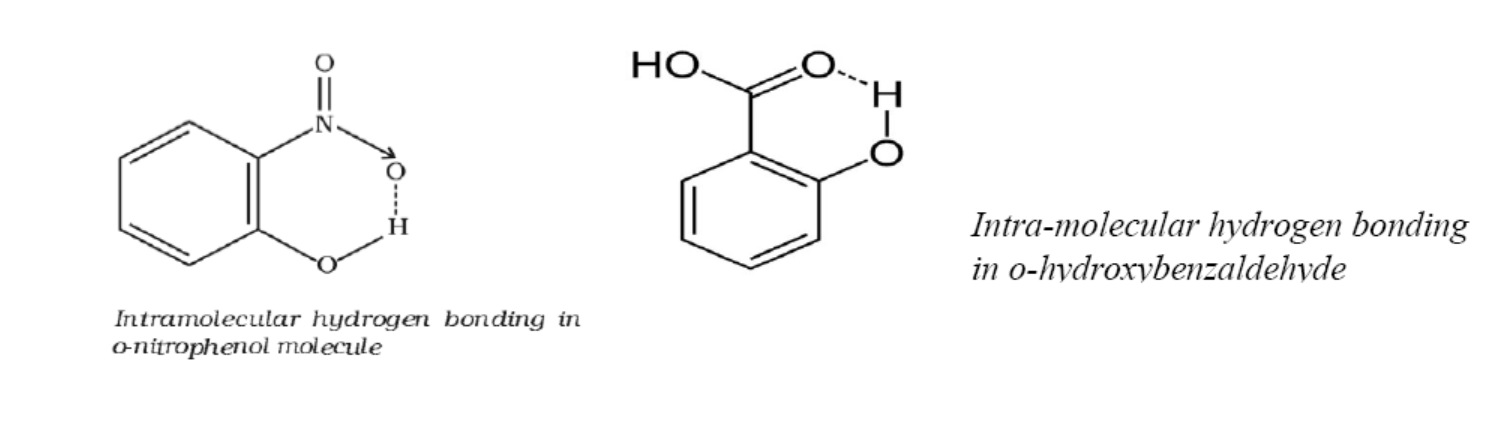 O
N
O
H
O
Intramolecular hydrogen bonding in
o-nitrophenol molecule
HO
O
H
O
Intra-molecular hydrogen bonding
in o-hydroxybenzaldehyde